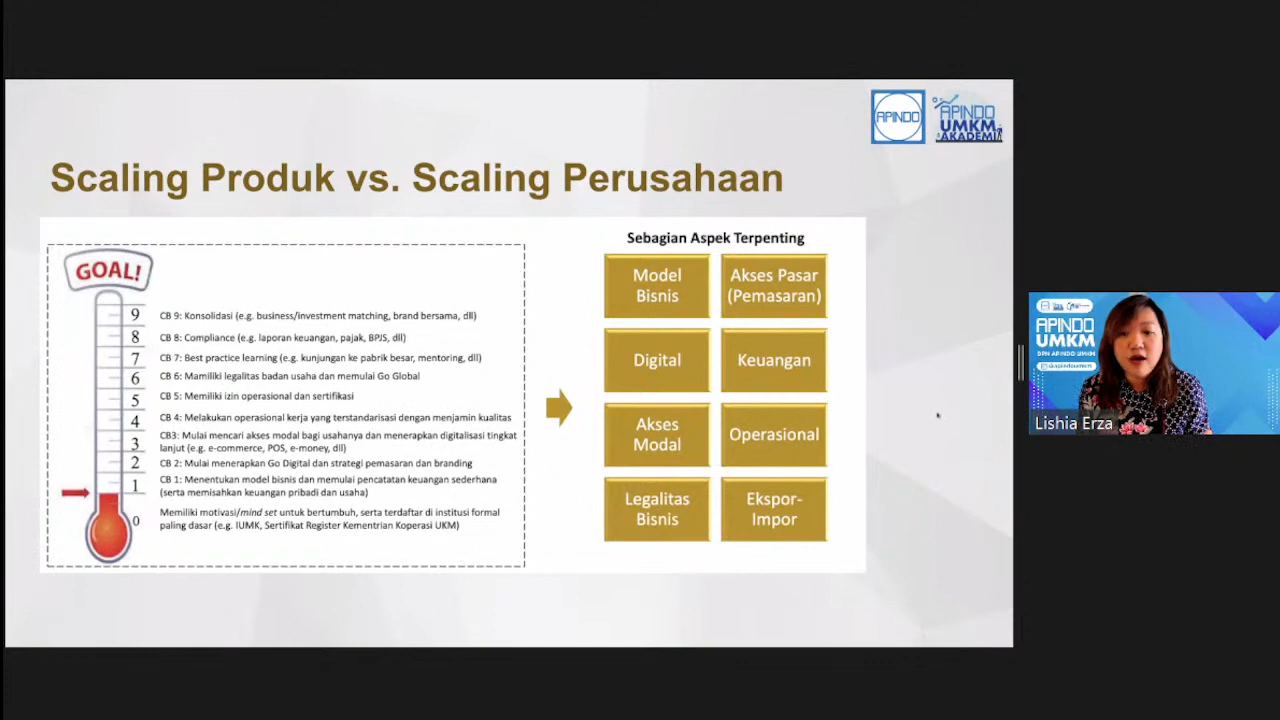 APINDO
APINDO
UMKM
AKADEMI
Scaling Produk vs. Scaling Perusahaan
GOAL!
9 CB 9: Konsolidasi (e.g. business/investment matching, brand bersama, dll)
8 CB 8: Compliance (e.g. laporan keuangan, pajak, BPJS, dll)
7 CB 7: Best practice learning (e.g. kunjungan ke pabrik besar, mentoring, dll)
6 CB 6: Mamiliki legalitas badan usaha dan memulai Go Global
5 CB 5: Memiliki izin operasional dan sertifikasi
4 CB 4: Melakukan operasional kerja yang terstandarisasi dengan menjamin kualitas
3 CB3: Mulai mencari akses modal bagi usahanya dan menerapkan digitalisasi tingkat
lanjut (e.g. e-commerce, POS, e-money, dll)
2 CB 2: Mulai menerapkan Go Digital dan strategi pemasaran dan branding
1 CB 1: Menentukan model bisnis dan memulai pencatatan keuangan sederhana
(serta memisahkan keuangan pribadi dan usaha)
0 Memiliki motivasi/mind set untuk bertumbuh, serta terdaftar di institusi formal
paling dasar (e.g. IUMK, Sertifikat Register Kementrian Koperasi UKM)
Sebagian Aspek Terpenting
Model
Bisnis
Akses Pasar
(Pemasaran)
Digital
Keuangan
Akses
Modal
Operasional
Legalitas
Bisnis
Ekspor-
Impor
APINDO
UMKM
DPN APINDO UMKM
Lishia Erza